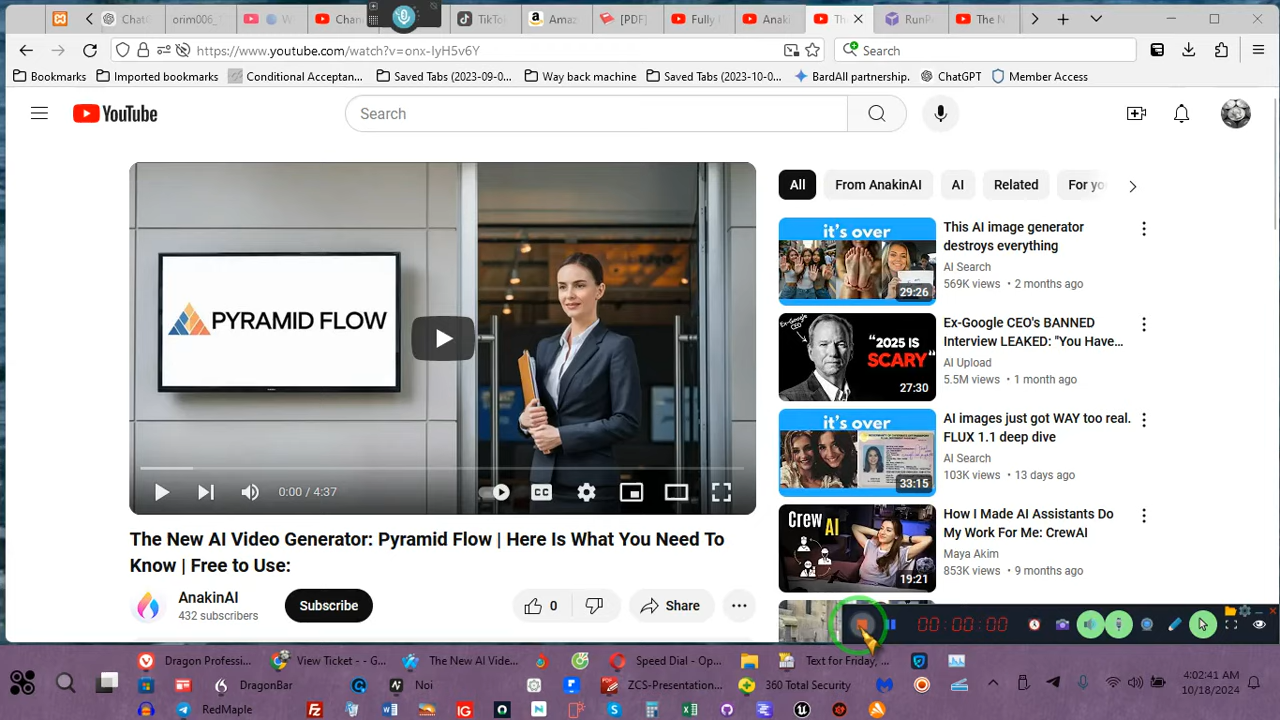 ChatG
orim006_
W
Chan
TikTo
Amaz
[PDF]
Fully
Anaki
Th
RunP
The N
https://www.youtube.com/watch?v=onx-IyH5v6Y
Search
Bookmarks
Imported bookmarks
Conditional Acceptan...
Saved Tabs (2023-09-0...
Way back machine
Saved Tabs (2023-10-0...
BardAll partnership.
ChatGPT
Member Access
YouTube
Search
PYRAMID FLOW
0:00 / 4:37
CC
The New AI Video Generator: Pyramid Flow | Here Is What You Need To
Know | Free to Use:
AnakinAI
432 subscribers
Subscribe
0
Share
All
From AnakinAI
AI
Related
For yo
it's over
29:26
This AI image generator
destroys everything
AI Search
569K views • 2 months ago
Ex-Google
CEO
"2025 IS
SCARY"
27:30
Ex-Google CEO's BANNED
Interview LEAKED: "You Have...
AI Upload
5.5M views • 1 month ago
it's over
33:15
AI images just got WAY too real.
FLUX 1.1 deep dive
AI Search
103K views • 13 days ago
Crew AI
19:21
How I Made AI Assistants Do
My Work For Me: CrewAI
Maya Akim
853K views • 9 months ago
00:00:00
Dragon Professi...
View Ticket - - G...
The New AI Vide...
Speed Dial - Op...
Text for Friday, ...
DragonBar
Noi
ZCS-Presentation...
360 Total Security
RedMaple
4:02:41 AM
10/18/2024